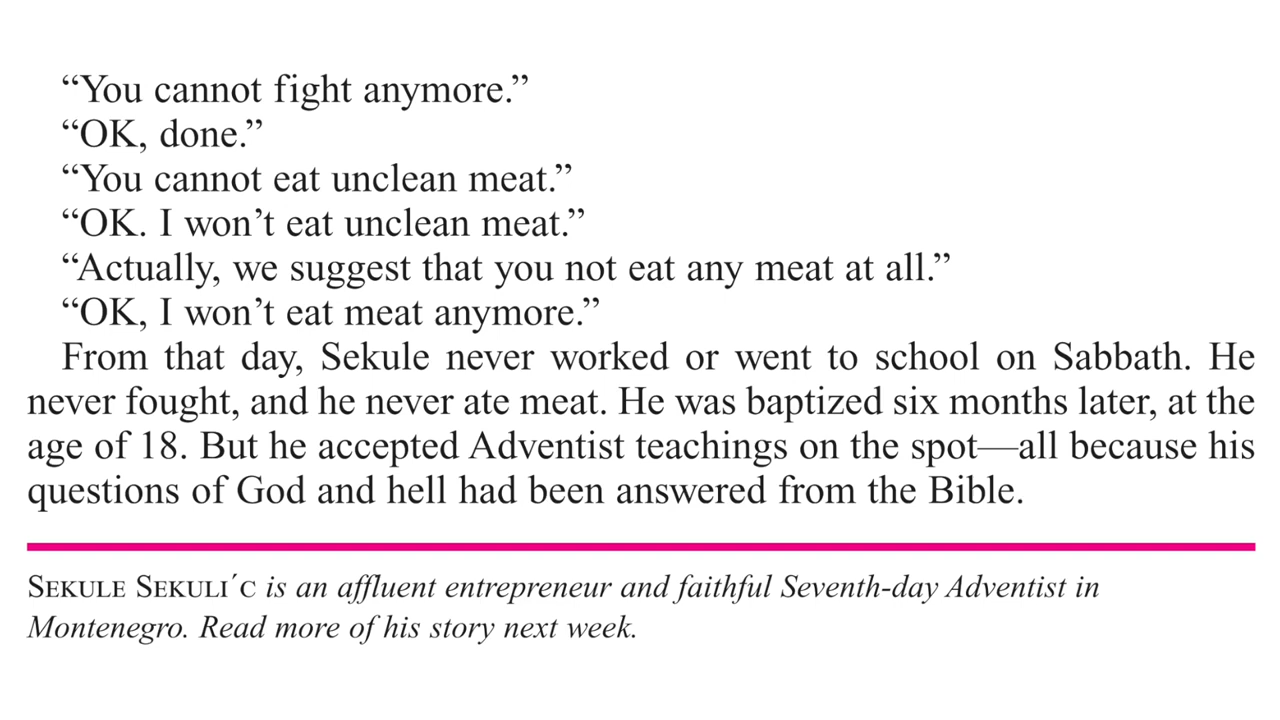 “You cannot fight anymore.”
“OK, done.”
“You cannot eat unclean meat.”
“OK. I won’t eat unclean meat.”
“Actually, we suggest that you not eat any meat at all.”
“OK, I won’t eat meat anymore.”
From that day, Sekule never worked or went to school on Sabbath. He
never fought, and he never ate meat. He was baptized six months later, at the
age of 18. But he accepted Adventist teachings on the spot—all because his
questions of God and hell had been answered from the Bible.
Sekule Sekuli´c is an affluent entrepreneur and faithful Seventh-day Adventist in
Montenegro. Read more of his story next week.